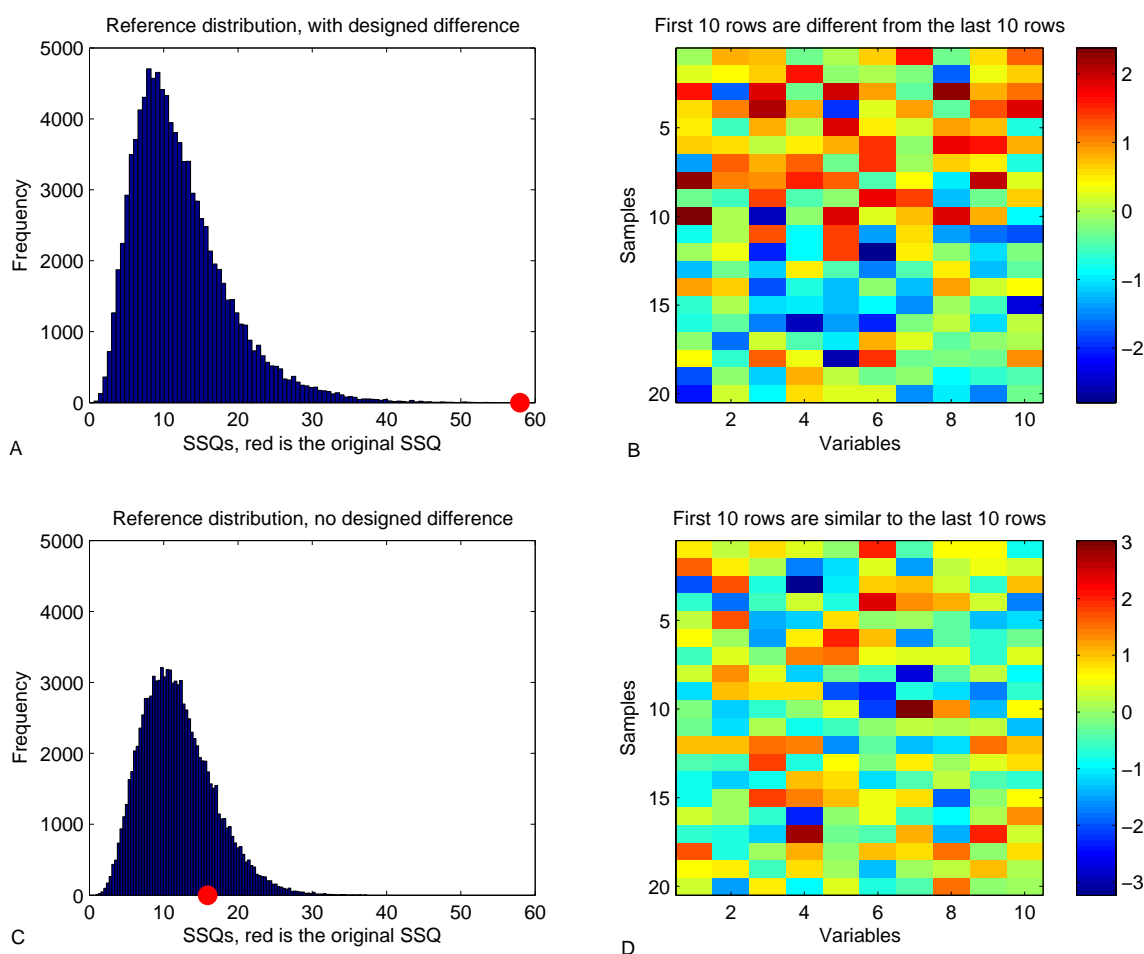 Reference distribution, with designed difference
5000
4000
3000
2000
1000
0
Frequency
0 10 20 30 40 50 60
SSQs, red is the original SSQ
A
First 10 rows are different from the last 10 rows
5
10
15
20
Samples
2 4 6 8 10
Variables
B
2
1
0
−1
−2
Reference distribution, no designed difference
5000
4000
3000
2000
1000
0
Frequency
0 10 20 30 40 50 60
SSQs, red is the original SSQ
C
First 10 rows are similar to the last 10 rows
5
10
15
20
Samples
2 4 6 8 10
Variables
D
3
2
1
0
−1
−2
−3